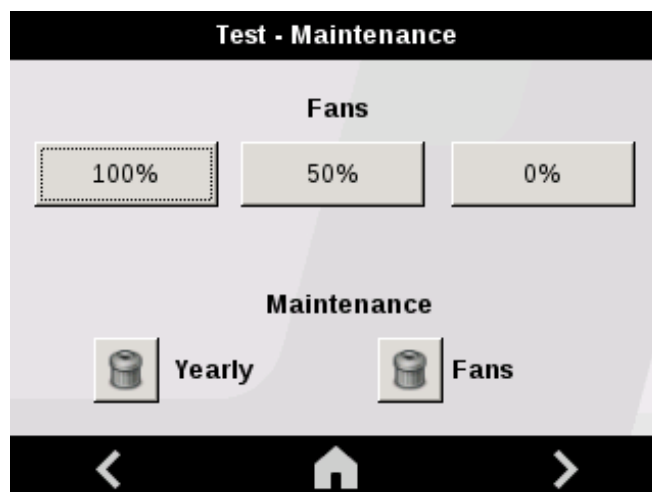 Test - Maintenance
Fans
100% 50% 0%
Maintenance
Yearly Fans